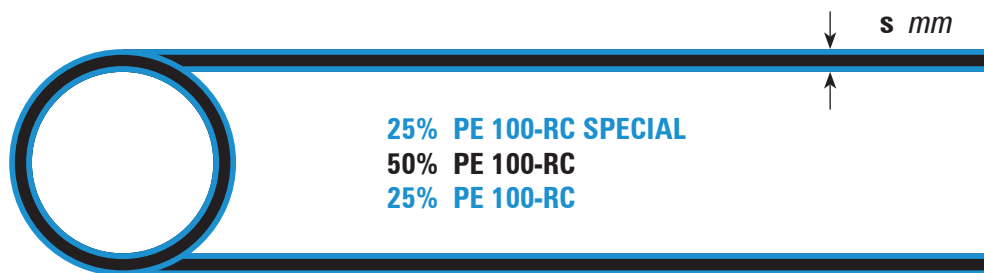 s mm
25% PE 100-RC SPECIAL
50% PE 100-RC
25% PE 100-RC